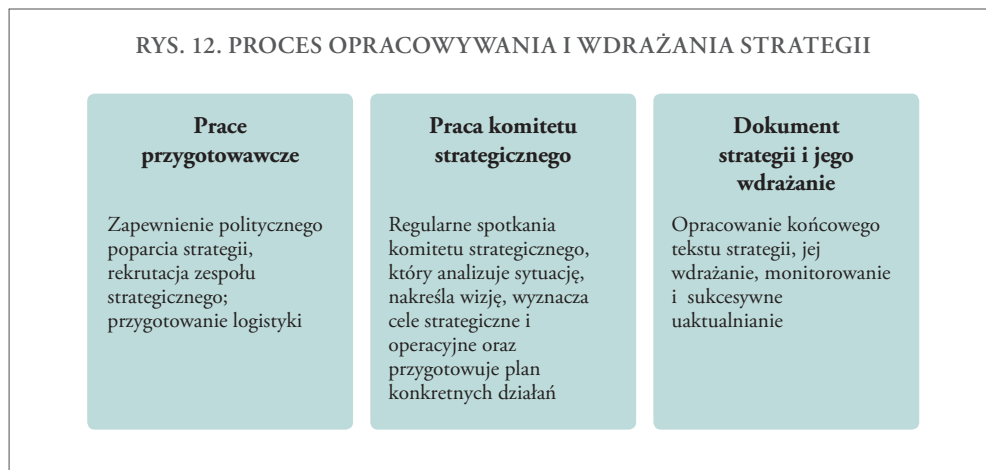 RYS. 12. PROCES OPRACOWYWANIA I WDRAŻANIA STRATEGII
Prace
przygotowawcze
Zapewnienie politycznego
poparcia strategii,
rekrutacja zespołu
strategicznego;
przygotowanie logistyki
Praca komitetu
strategicznego
Regularne spotkania
komitetu strategicznego,
który analizuje sytuację,
nakreśla wizję, wyznacza
cele strategiczne i
operacyjne oraz
przygotowuje plan
konkretnych działań
Dokument
strategii i jego
wdrażanie
Opracowanie końcowego
tekstu strategii, jej
wdrażanie, monitorowanie
i sukcesywne
uaktualnianie